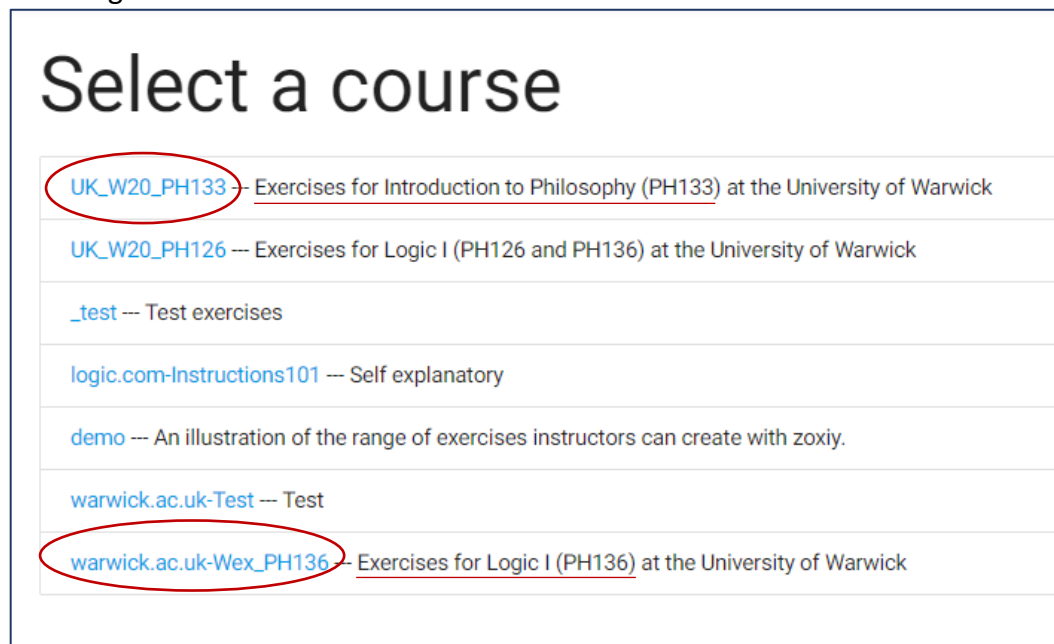 Select a course
UK_W20_PH133 --- Exercises for Introduction to Philosophy (PH133) at the University of Warwick
UK_W20_PH126 --- Exercises for Logic I (PH126 and PH136) at the University of Warwick
_test --- Test exercises
logic.com-Instructions101 --- Self explanatory
demo --- An illustration of the range of exercises instructors can create with zoxiy.
warwick.ac.uk-Test --- Test
warwick.ac.uk-Wex_PH136 --- Exercises for Logic I (PH136) at the University of Warwick